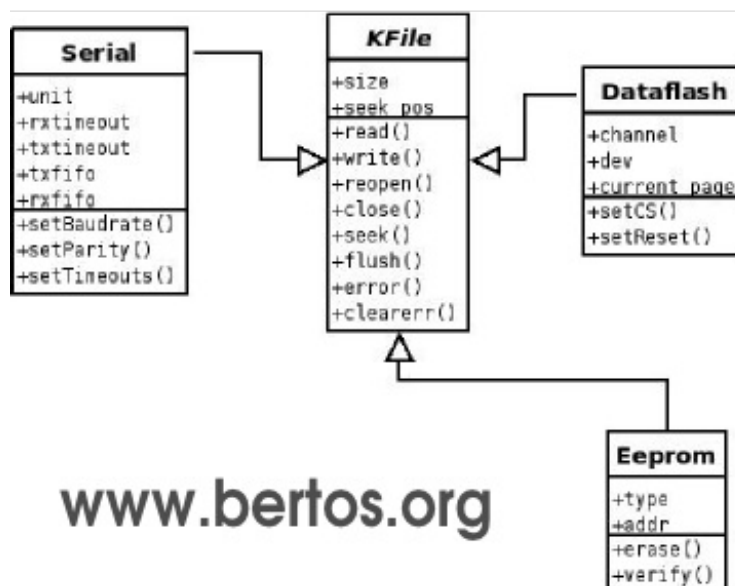 Serial
+unit
+rxtimeout
+txtimeout
+txfifo
+rxfifo
+setBaudrate()
+setParity()
+setTimeouts()
KFile
+size
+seek_pos
+read()
+write()
+reopen()
+close()
+seek()
+flush()
+error()
+clearerr()
Dataflash
+channel
+dev
+current_page
+setCS()
+setReset()
Eeprom
+type
+addr
+erase()
+verify()
www.bertos.org